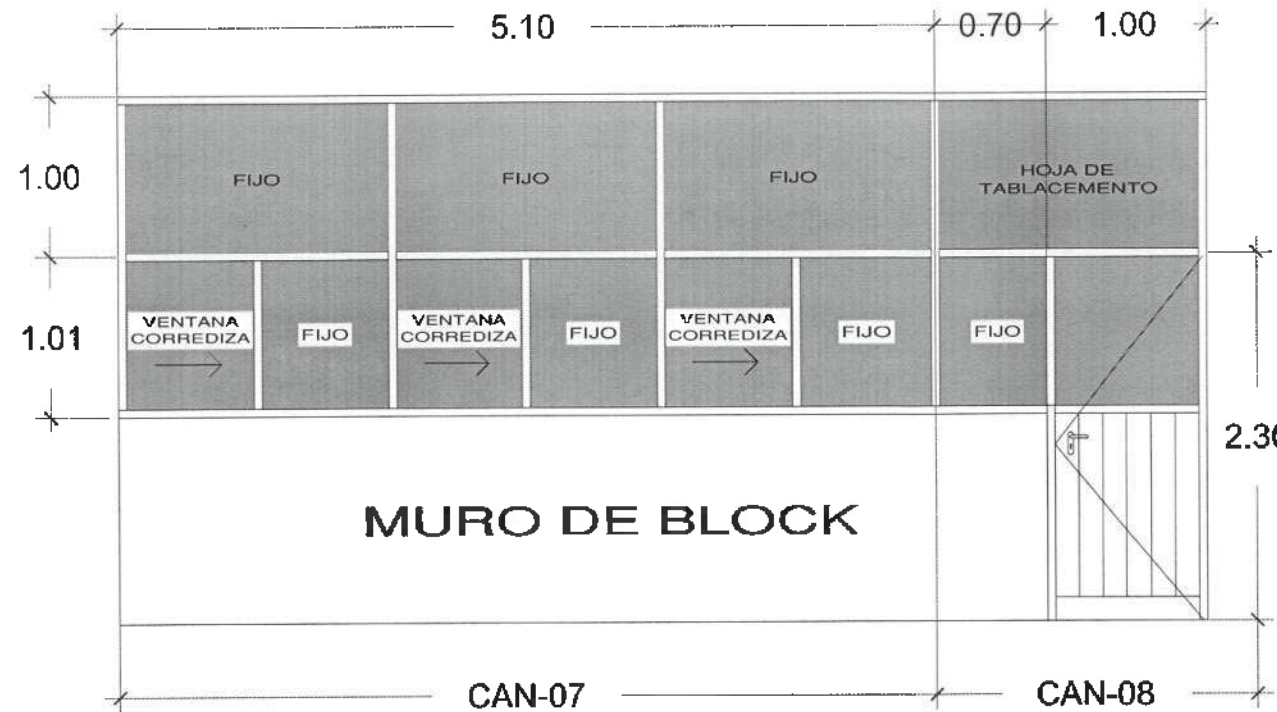 5.10
0.70
1.00
1.00
FIJO
FIJO
FIJO
HOJA DE
TABLACEMENTO
1.01
VENTANA
CORREDIZA
FIJO
VENTANA
CORREDIZA
FIJO
VENTANA
CORREDIZA
FIJO
FIJO
MURO DE BLOCK
CAN-07
CAN-08